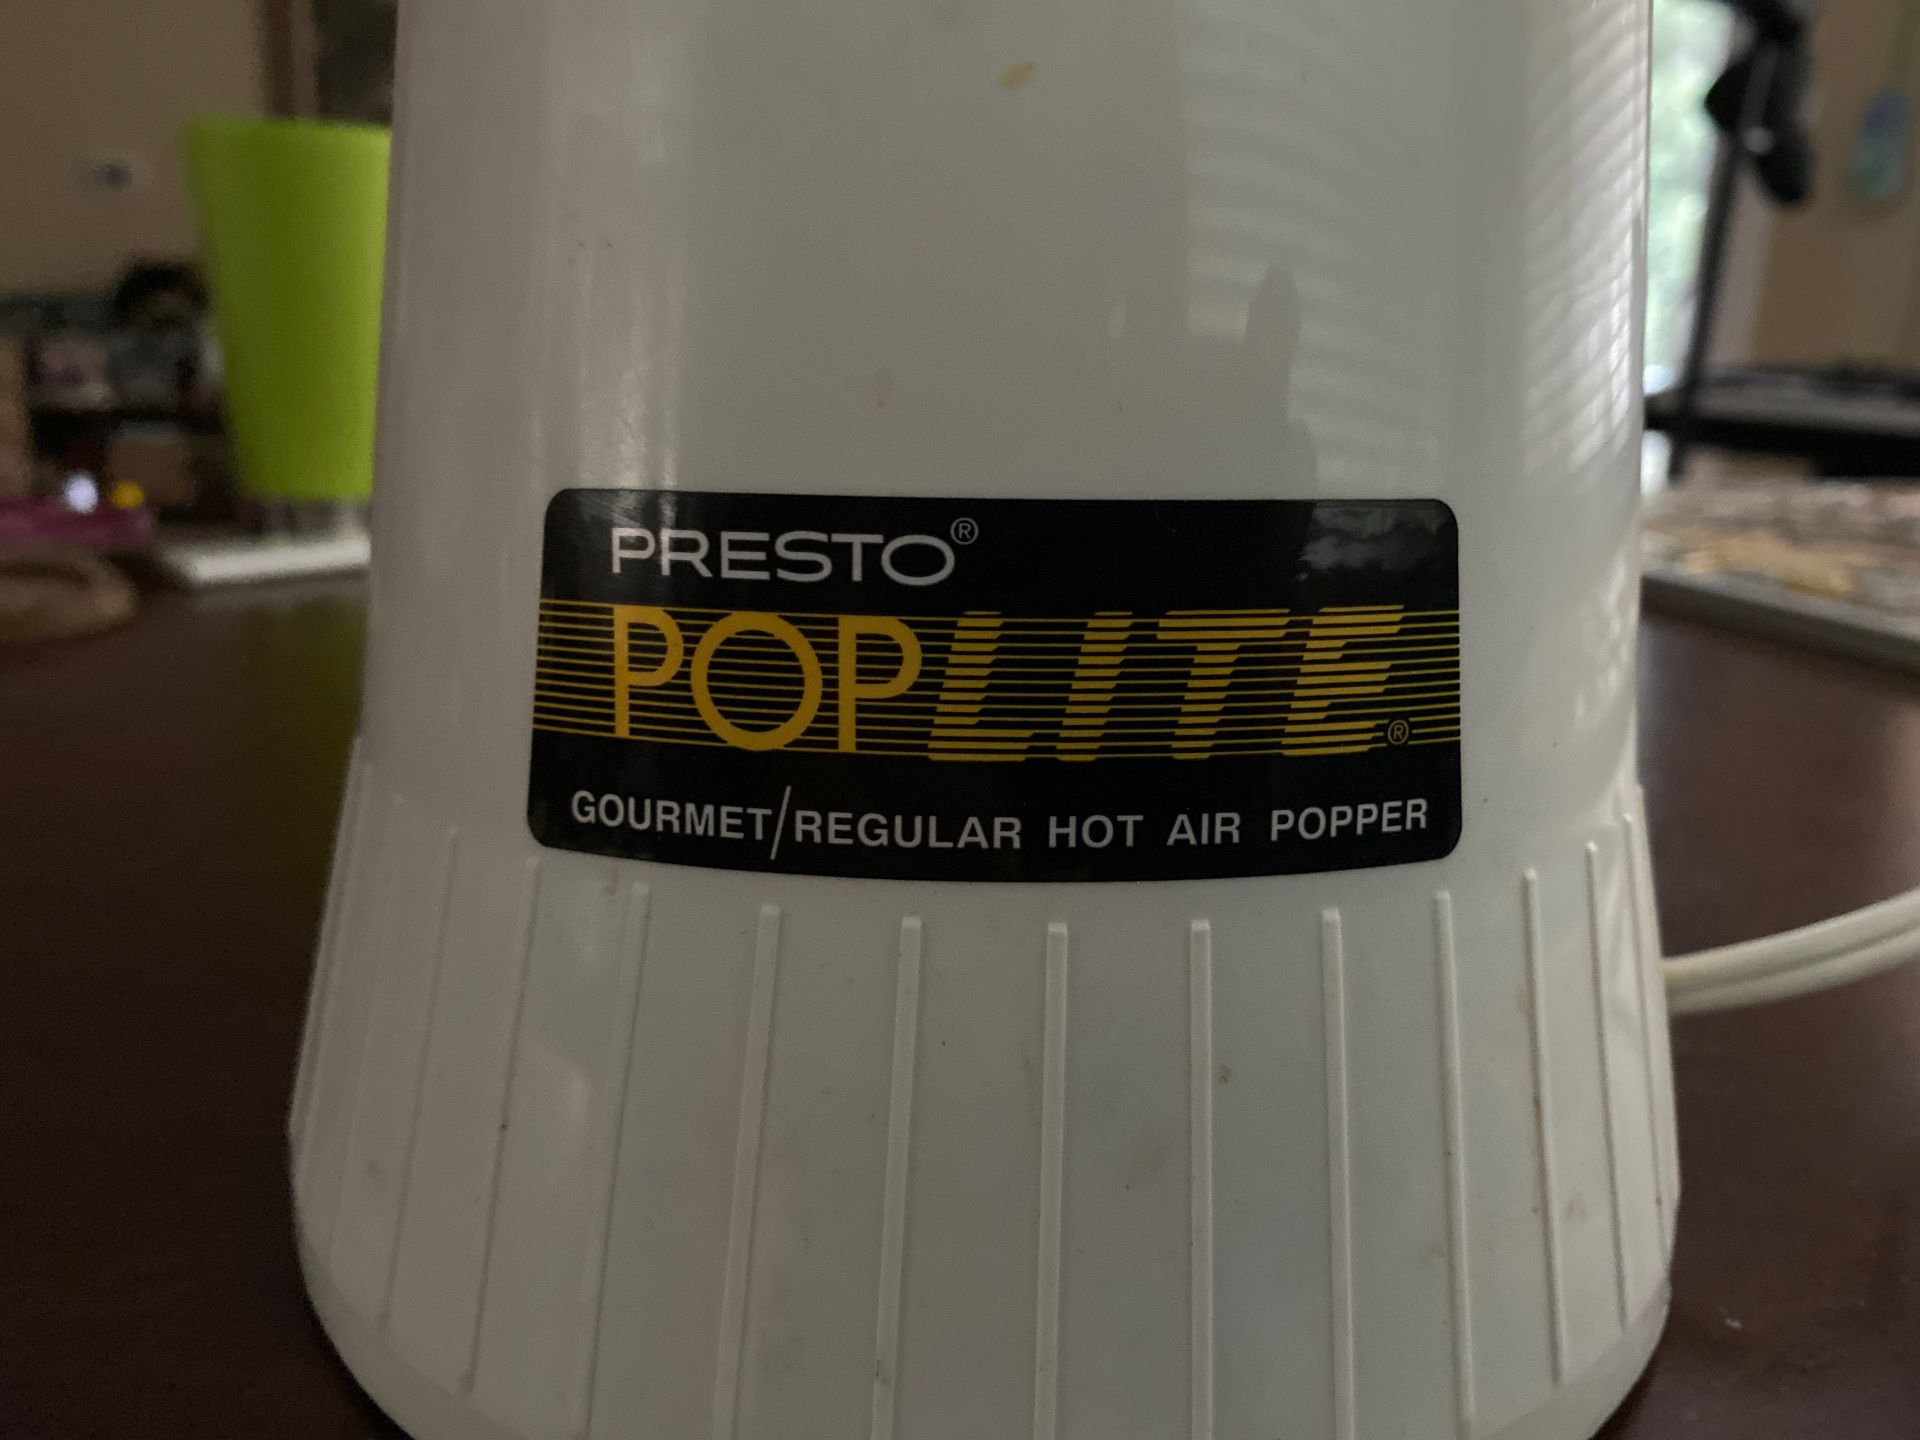 PRESTO®
POPLITE®
GOURMET/REGULAR HOT AIR POPPER